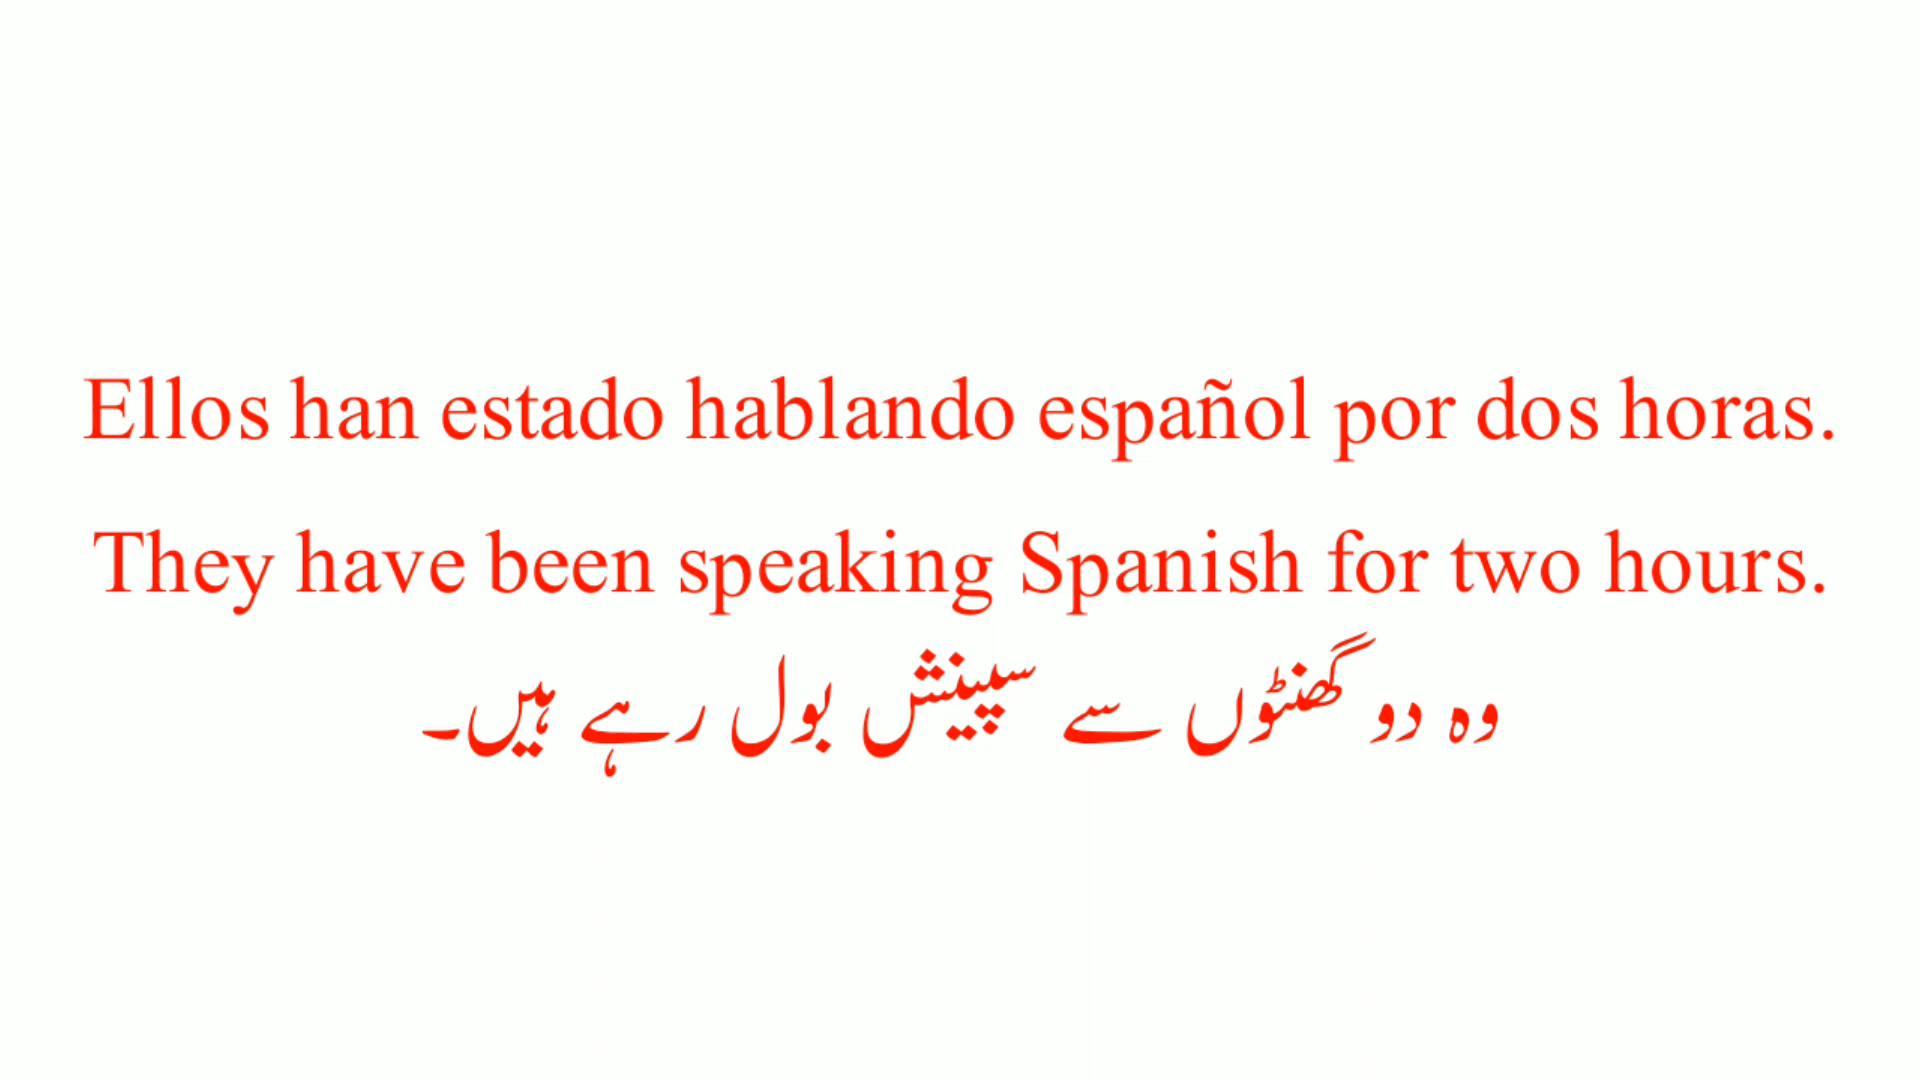 Ellos han estado hablando español por dos horas.
They have been speaking Spanish for two hours.
وہ دو گھنٹوں سے سپینش بول رہے ہیں۔